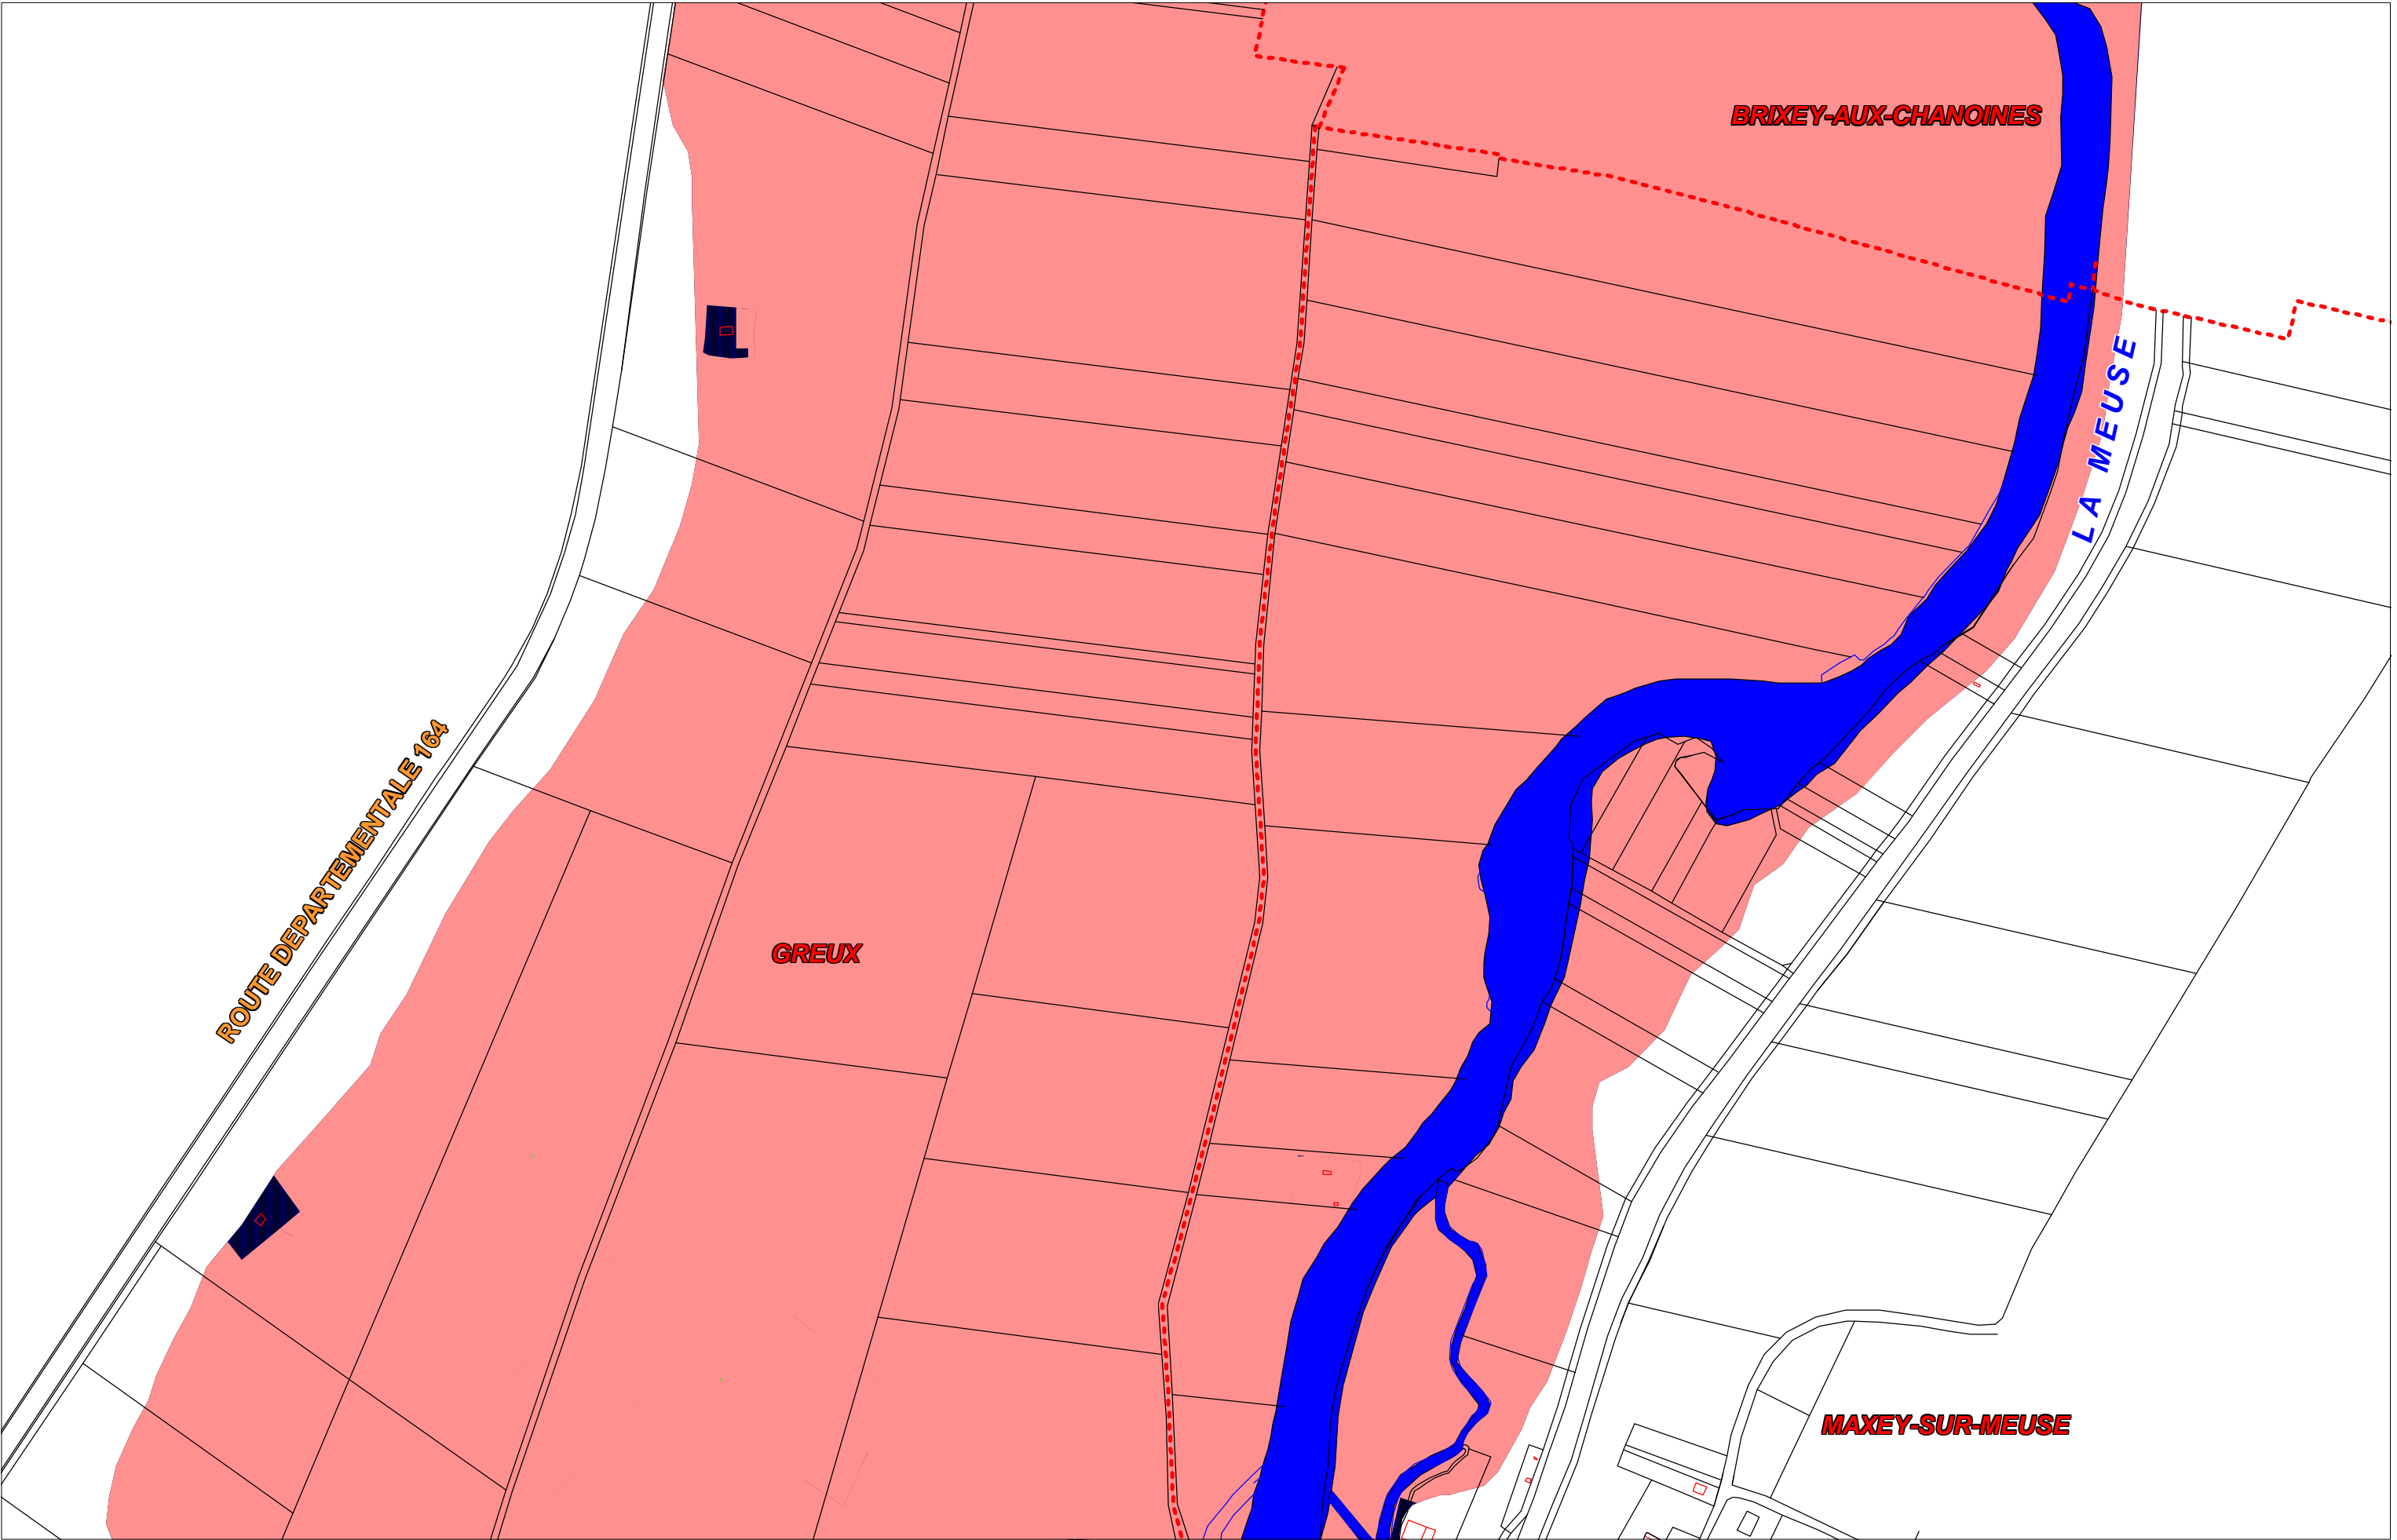 BRIXEY-AUX-CHANOINES
LA MEUSE
ROUTE DEPARTEMENTALE 164
GREUX
MAXEY-SUR-MEUSE